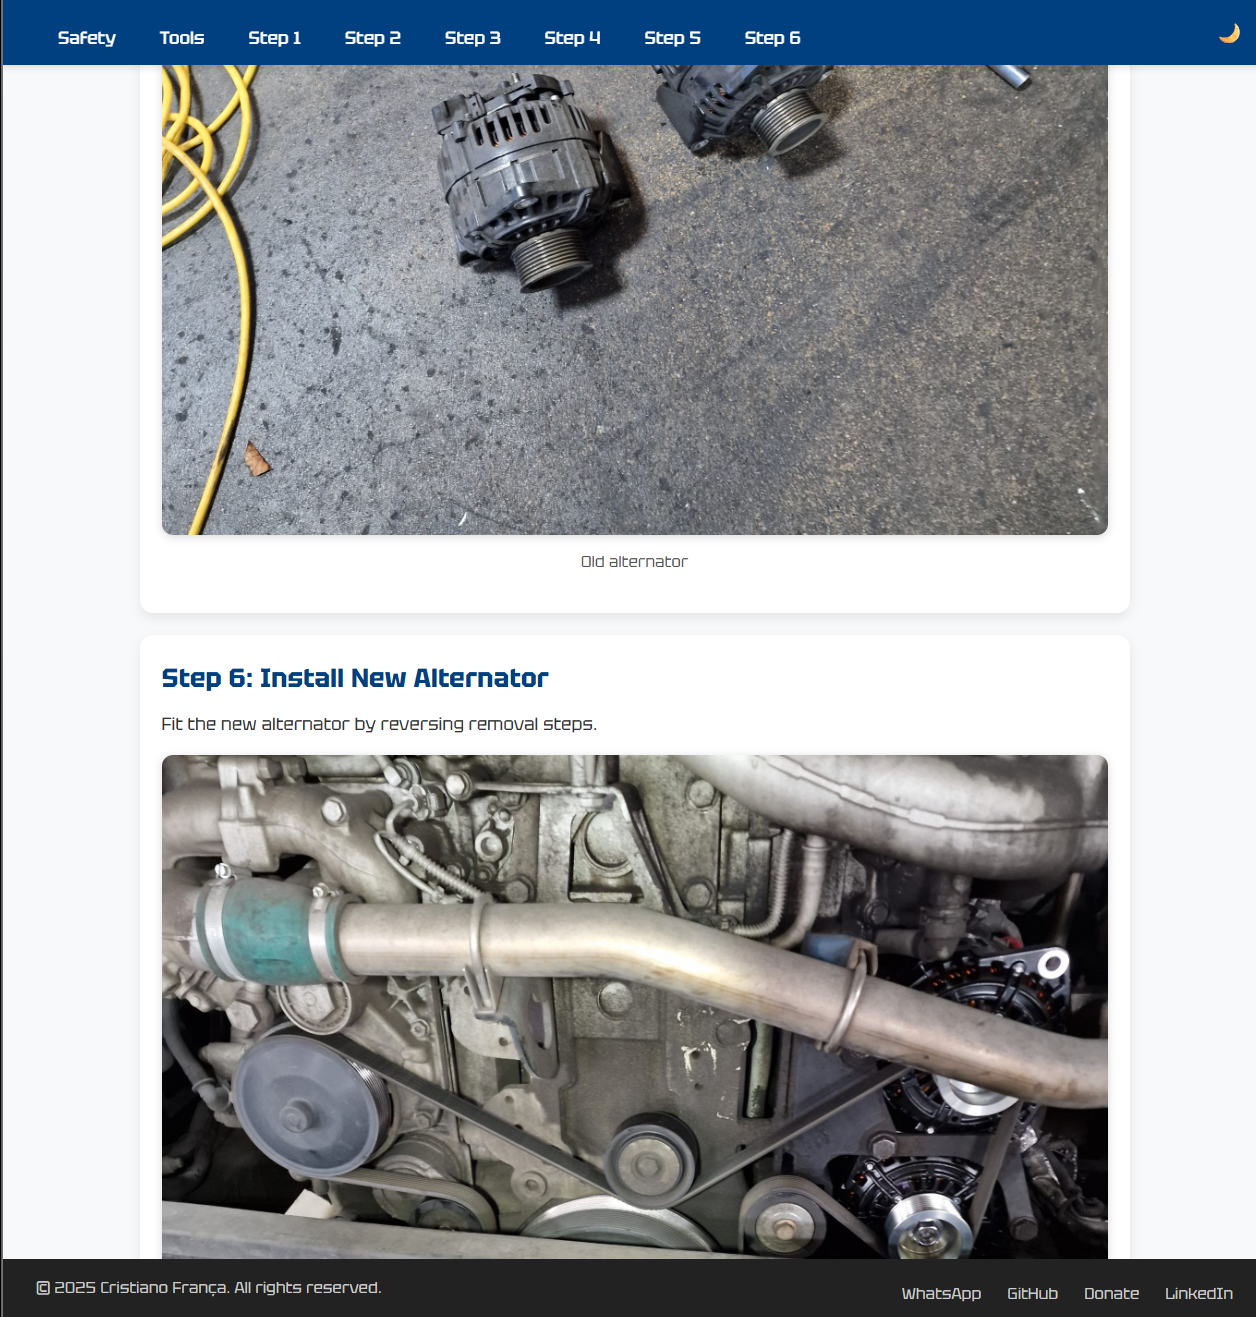 Safety Tools Step 1 Step 2 Step 3 Step 4 Step 5 Step 6
Old alternator
Step 6: Install New Alternator
Fit the new alternator by reversing removal steps.
© 2025 Cristiano França. All rights reserved.
WhatsApp GitHub Donate LinkedIn